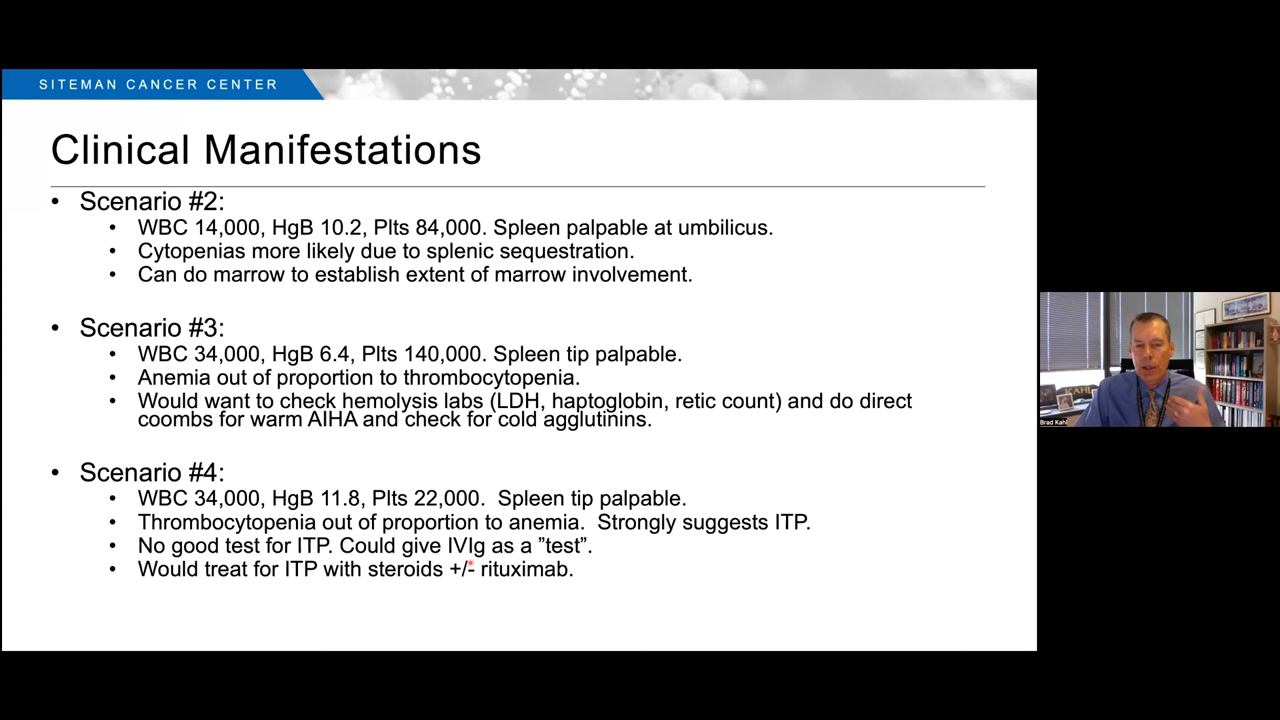 SITEMAN CANCER CENTER
Clinical Manifestations
• Scenario #2:
• WBC 14,000, HgB 10.2, Plts 84,000. Spleen palpable at umbilicus.
• Cytopenias more likely due to splenic sequestration.
• Can do marrow to establish extent of marrow involvement.
• Scenario #3:
• WBC 34,000, HgB 6.4, Plts 140,000. Spleen tip palpable.
• Anemia out of proportion to thrombocytopenia.
• Would want to check hemolysis labs (LDH, haptoglobin, retic count) and do direct
coombs for warm AIHA and check for cold agglutinins.
• Scenario #4:
• WBC 34,000, HgB 11.8, Plts 22,000. Spleen tip palpable.
• Thrombocytopenia out of proportion to anemia. Strongly suggests ITP.
• No good test for ITP. Could give IVIg as a ”test”.
• Would treat for ITP with steroids +/- rituximab.
KAHL
Brad Kahl